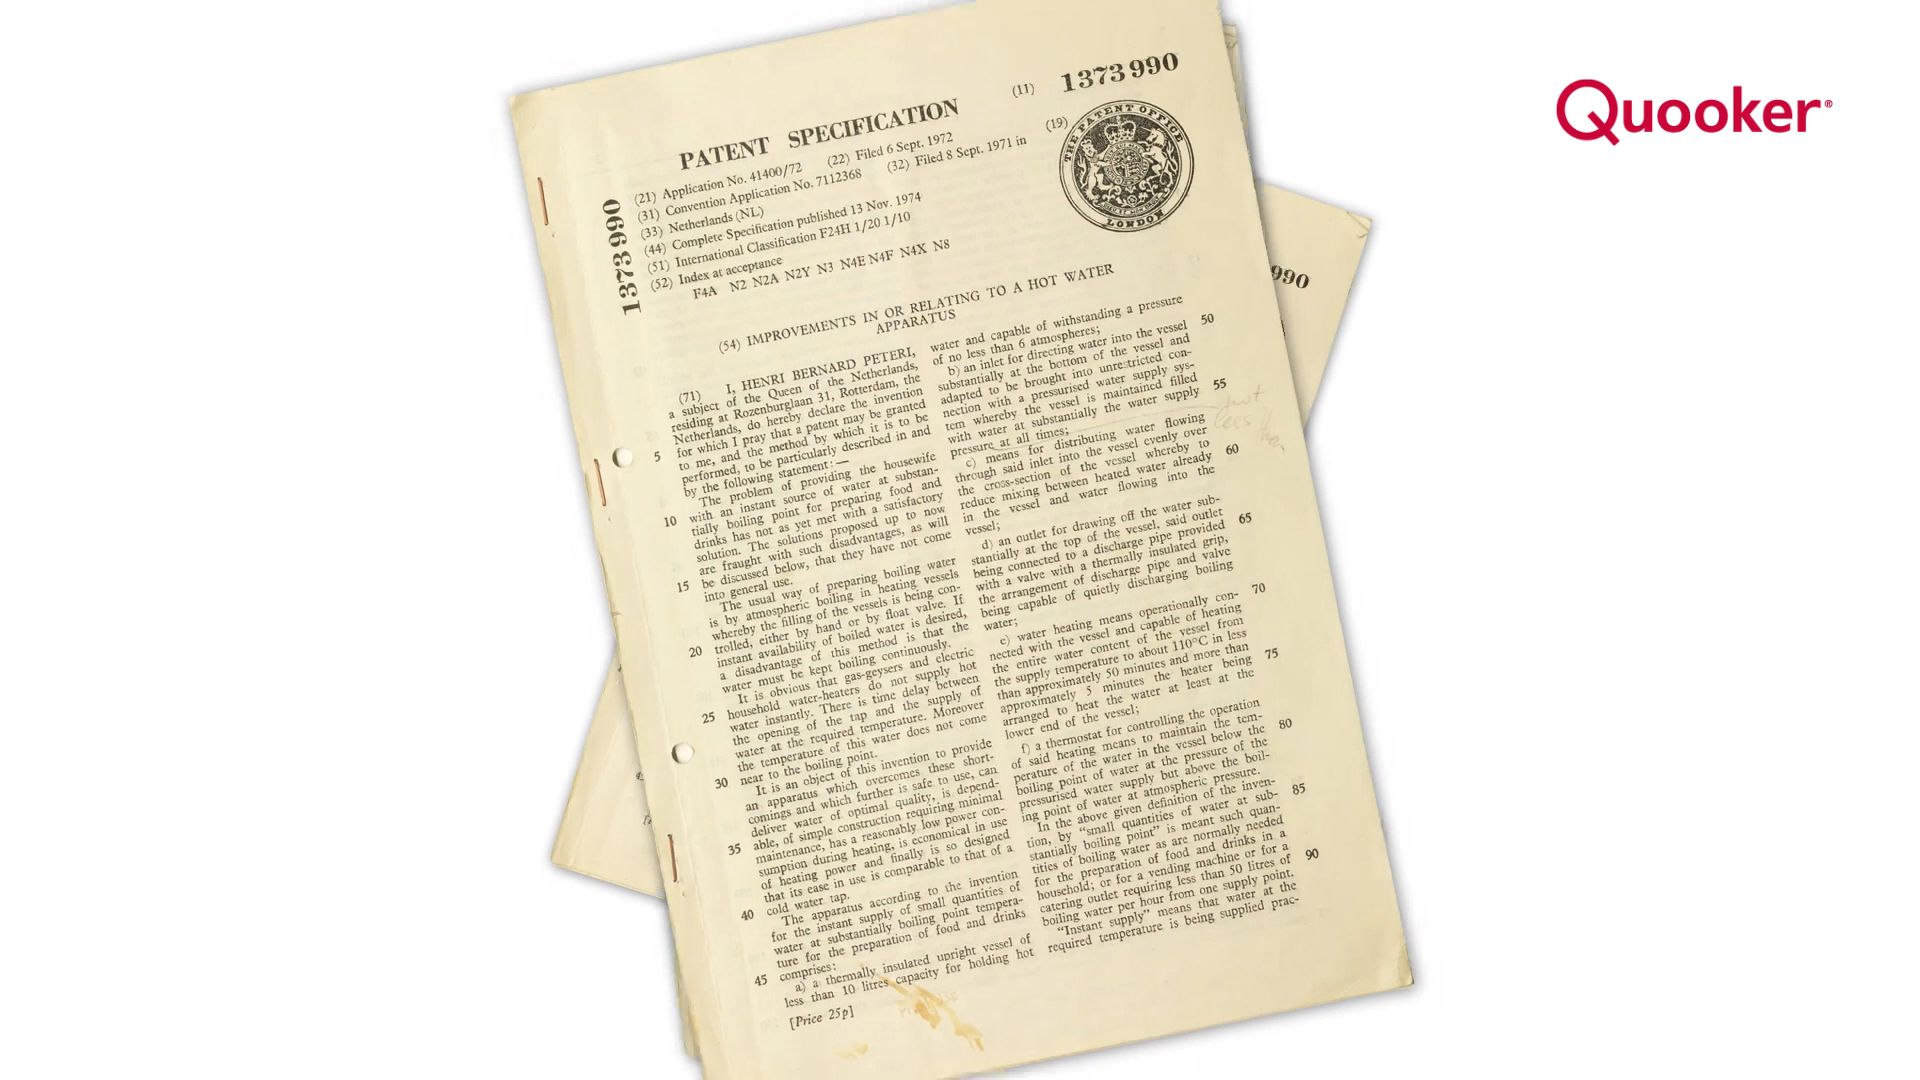 Quooker®
PATENT SPECIFICATION
(11)
1373 990
(21) Application No. 41400/72
(22) Filed 6 Sept. 1972
(31) Convention Application No. 7112368
(32) Filed 8 Sept. 1971 in
(33) Netherlands (NL)
(44) Complete Specification published 13 Nov. 1974
(51) International Classification F24H 1/20 1/10
(52) Index at acceptance
F4A N2 N2A N2Y N3 N4E N4F N4X N8
(19)
THE PATENT OFFICE
LONDON
1373 990
990
(54) IMPROVEMENTS IN OR RELATING TO A HOT WATER
APPARATUS
(71) I, HENRI BERNARD PETERI,
a subject of the Queen of the Netherlands,
residing at Rozenburglaan 31, Rotterdam, the
Netherlands, do hereby declare the invention
for which I pray that a patent may be granted
5 to me, and the method by which it is to be
performed, to be particularly described in and
by the following statement:—
The problem of providing the housewife
with an instant source of water at substan-
10 tially boiling point for preparing food and
drinks has not as yet met with a satisfactory
solution. The solutions proposed up to now
are fraught with such disadvantages, as will
be discussed below, that they have not come
15 into general use.
The usual way of preparing boiling water
is by atmospheric boiling in heating vessels
whereby the filling of the vessels is being con-
trolled, either by hand or by float valve. If
20 instant availability of boiled water is desired,
a disadvantage of this method is that the
water must be kept boiling continuously.
It is obvious that gas-geysers and electric
household water-heaters do not supply hot
25 water instantly. There is time delay between
the opening of the tap and the supply of
water at the required temperature. Moreover
the temperature of this water does not come
near to the boiling point.
30 It is an object of this invention to provide
an apparatus which overcomes these short-
comings and which further is safe to use, can
deliver water of optimal quality, is depend-
able, of simple construction requiring minimal
35 maintenance, has a reasonably low power con-
sumption during heating, is economical in use
of heating power and finally is so designed
that its ease in use is comparable to that of a
cold water tap.
40 The apparatus according to the invention
for the instant supply of small quantities of
water at substantially boiling point tempera-
ture for the preparation of food and drinks
comprises:
45 a) a thermally insulated upright vessel of
less than 10 litres capacity for holding hot
[Price 25p]
water and capable of withstanding a pressure
of no less than 6 atmospheres; 50
b) an inlet for directing water into the vessel
substantially at the bottom of the vessel and
adapted to be brought into unrestricted con-
nection with a pressurised water supply sys-
tem whereby the vessel is maintained filled 55
with water at substantially the water supply
pressure at all times;
c) means for distributing water flowing
through said inlet into the vessel evenly over
the cross-section of the vessel whereby to 60
reduce mixing between heated water already
in the vessel and water flowing into the
vessel;
d) an outlet for drawing off the water sub-
stantially at the top of the vessel, said outlet 65
being connected to a discharge pipe provided
with a valve with a thermally insulated grip,
the arrangement of discharge pipe and valve
being capable of quietly discharging boiling
water; 70
e) water heating means operationally con-
nected with the vessel and capable of heating
the entire water content of the vessel from
the supply temperature to about 110°C in less
than approximately 50 minutes and more than 75
approximately 5 minutes the heater being
arranged to heat the water at least at the
lower end of the vessel;
f) a thermostat for controlling the operation
of said heating means to maintain the tem- 80
perature of the water in the vessel below the
boiling point of water at the pressure of the
pressurised water supply but above the boil-
ing point of water at atmospheric pressure.
In the above given definition of the inven- 85
tion, by "small quantities of water at sub-
stantially boiling point" is meant such quan-
tities of boiling water as are normally needed
for the preparation of food and drinks in a
household; or for a vending machine or for a 90
catering outlet requiring less than 50 litres of
boiling water per hour from one supply point.
"Instant supply" means that water at the
required temperature is being supplied prac-